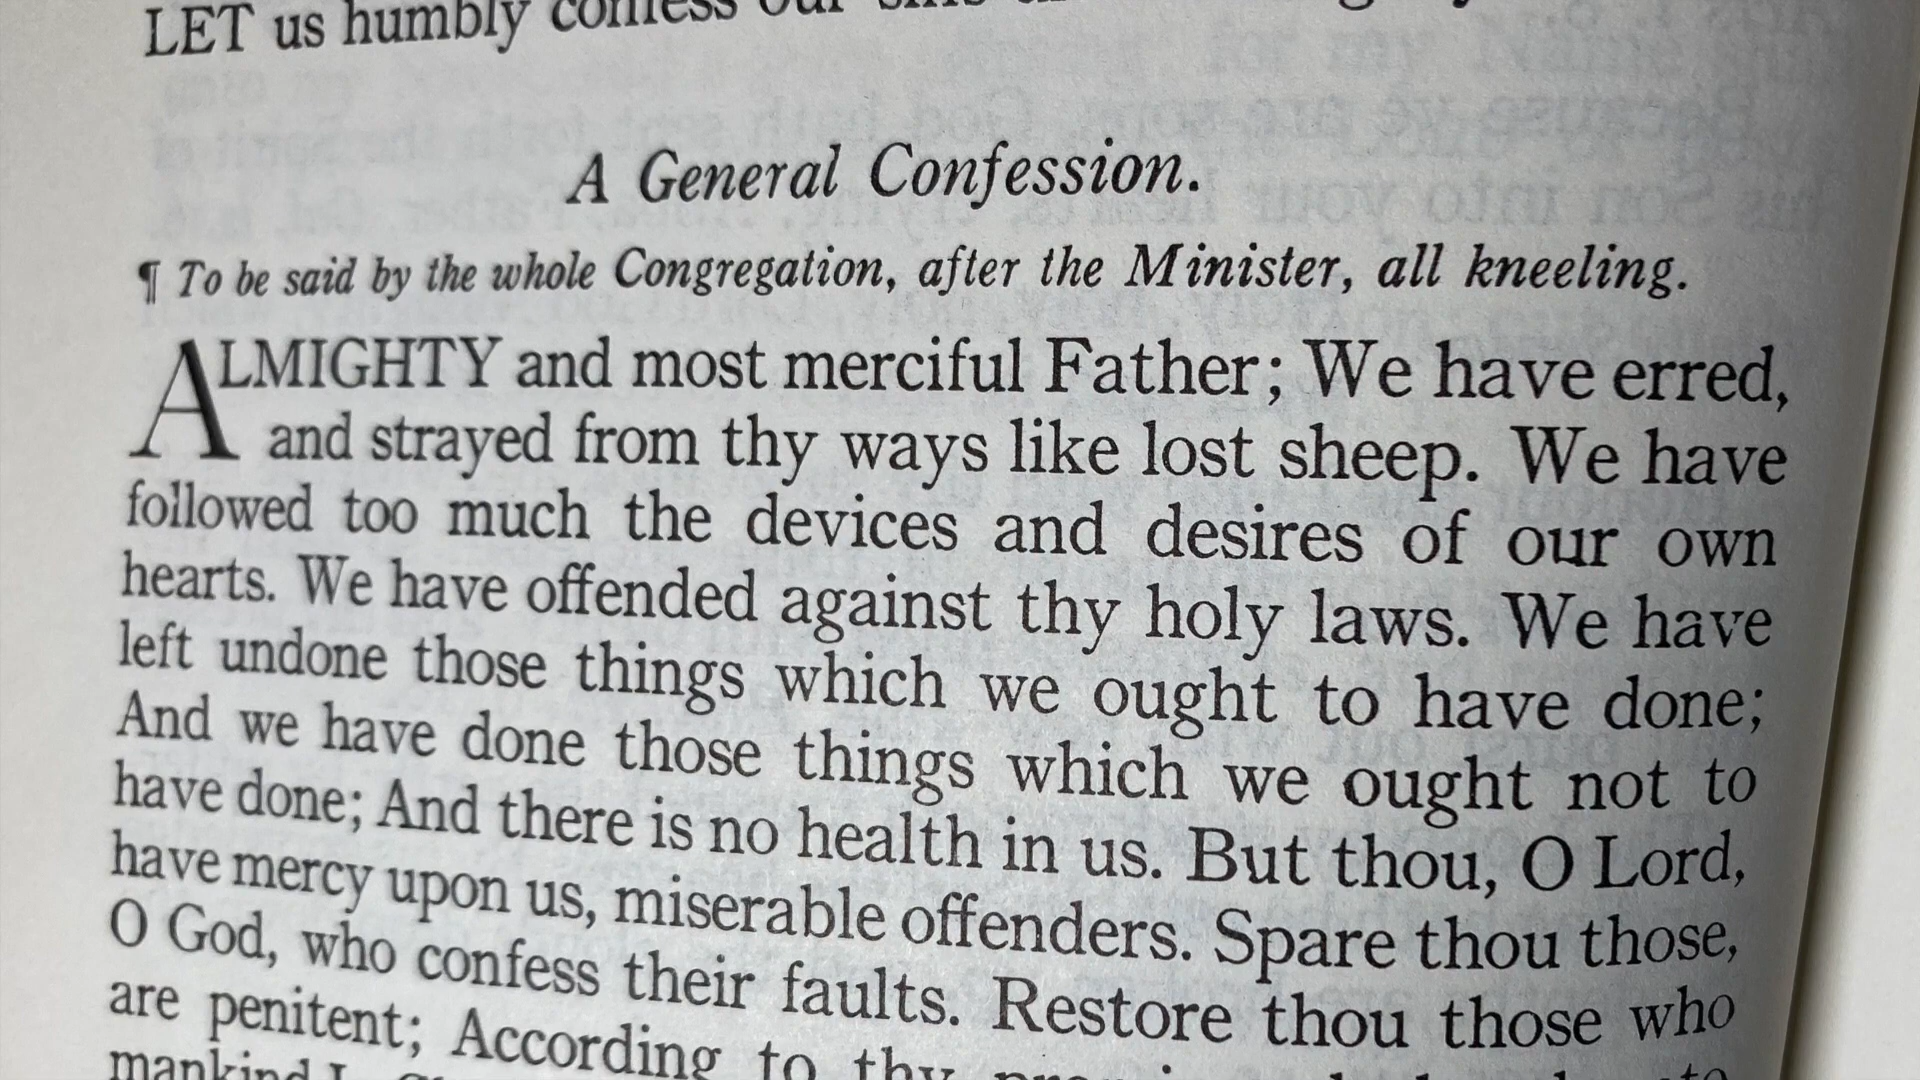 LET us humbly confess our
A General Confession.
¶ To be said by the whole Congregation, after the Minister, all kneeling.
ALMIGHTY and most merciful Father; We have erred,
and strayed from thy ways like lost sheep. We have
followed too much the devices and desires of our own
hearts. We have offended against thy holy laws. We have
left undone those things which we ought to have done;
And we have done those things which we ought not to
have done; And there is no health in us. But thou, O Lord,
have mercy upon us, miserable offenders. Spare thou those,
O God, who confess their faults. Restore thou those who
are penitent; According to thy